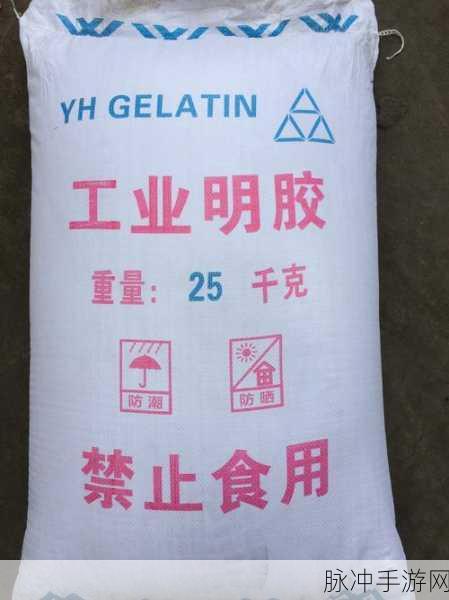 YH GELATIN
工业明胶
重量: 25 千克
防潮 防晒
禁止食用
脉冲手游网